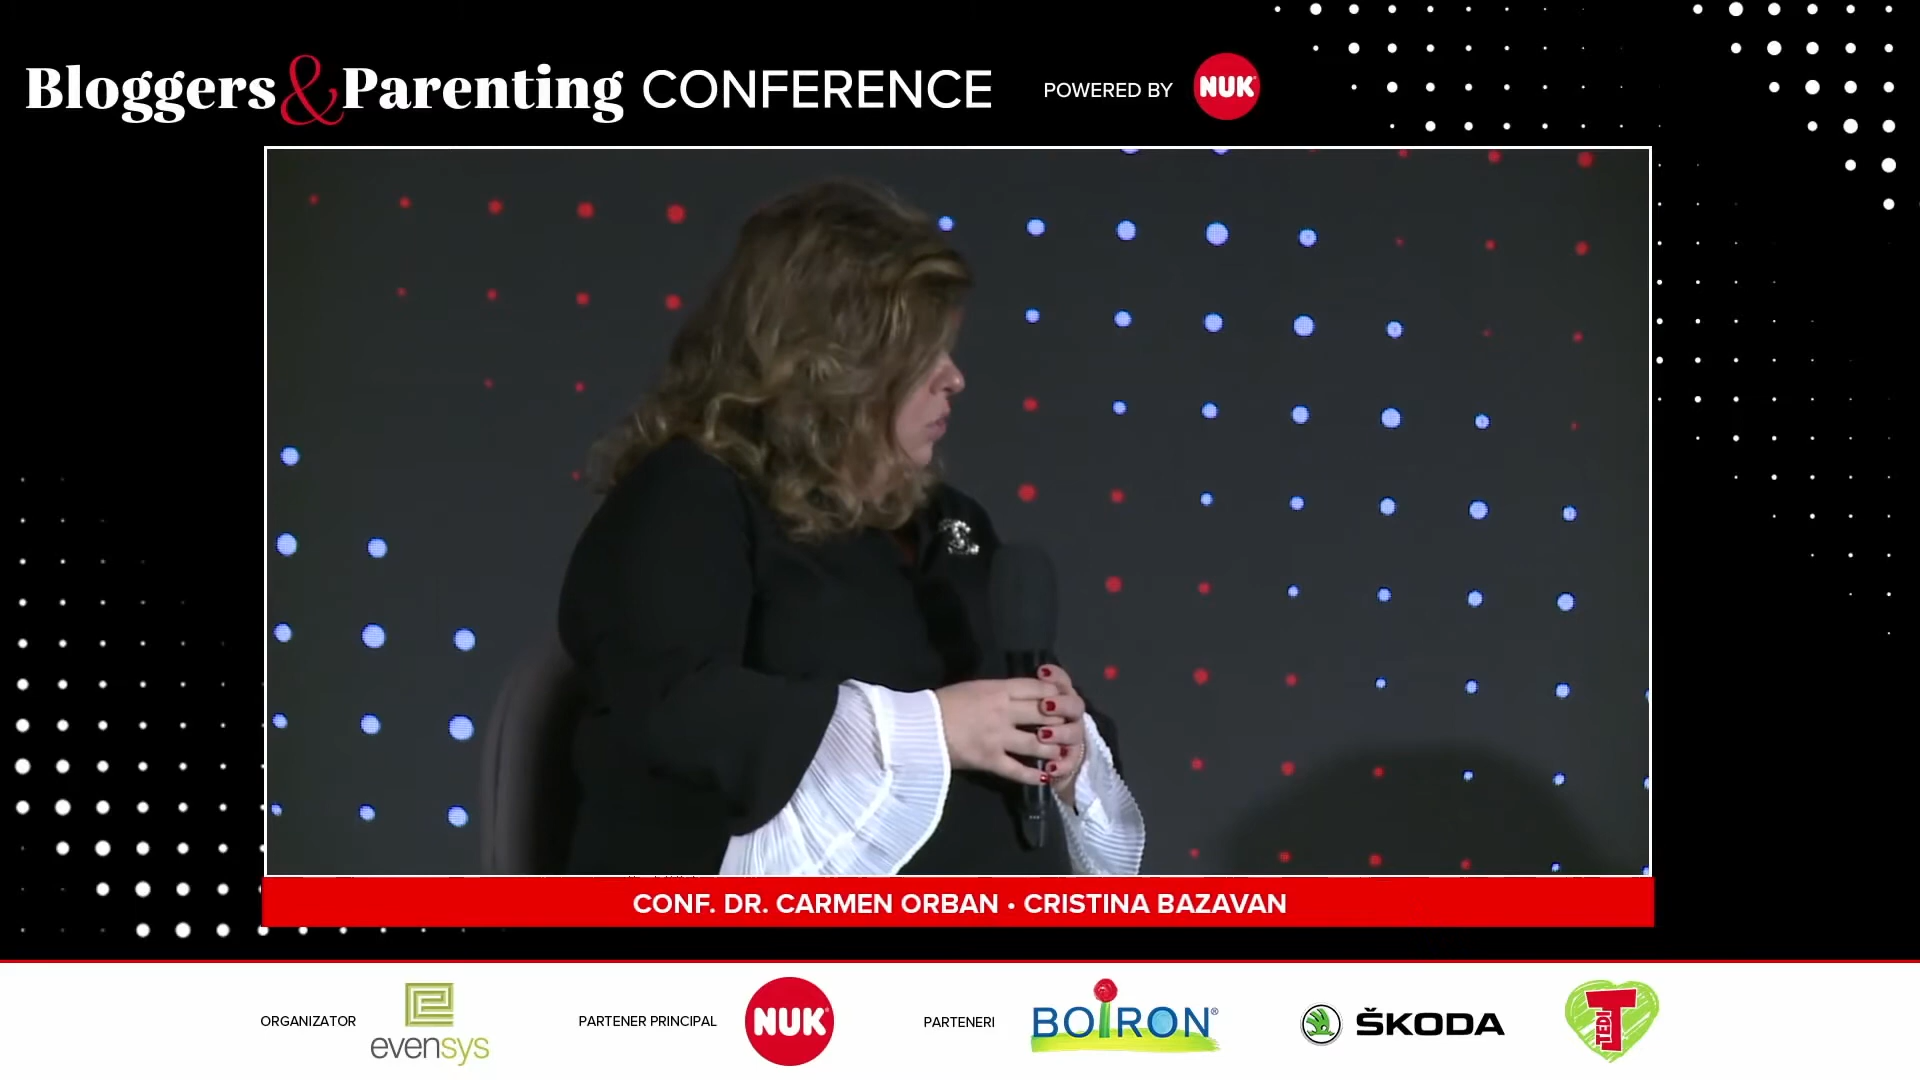 Bloggers&Parenting CONFERENCE POWERED BY NUK
CONF. DR. CARMEN ORBAN • CRISTINA BAZAVAN
ORGANIZATOR evensys PARTENER PRINCIPAL NUK PARTENERI BOIRON® ŠKODA TEDI T